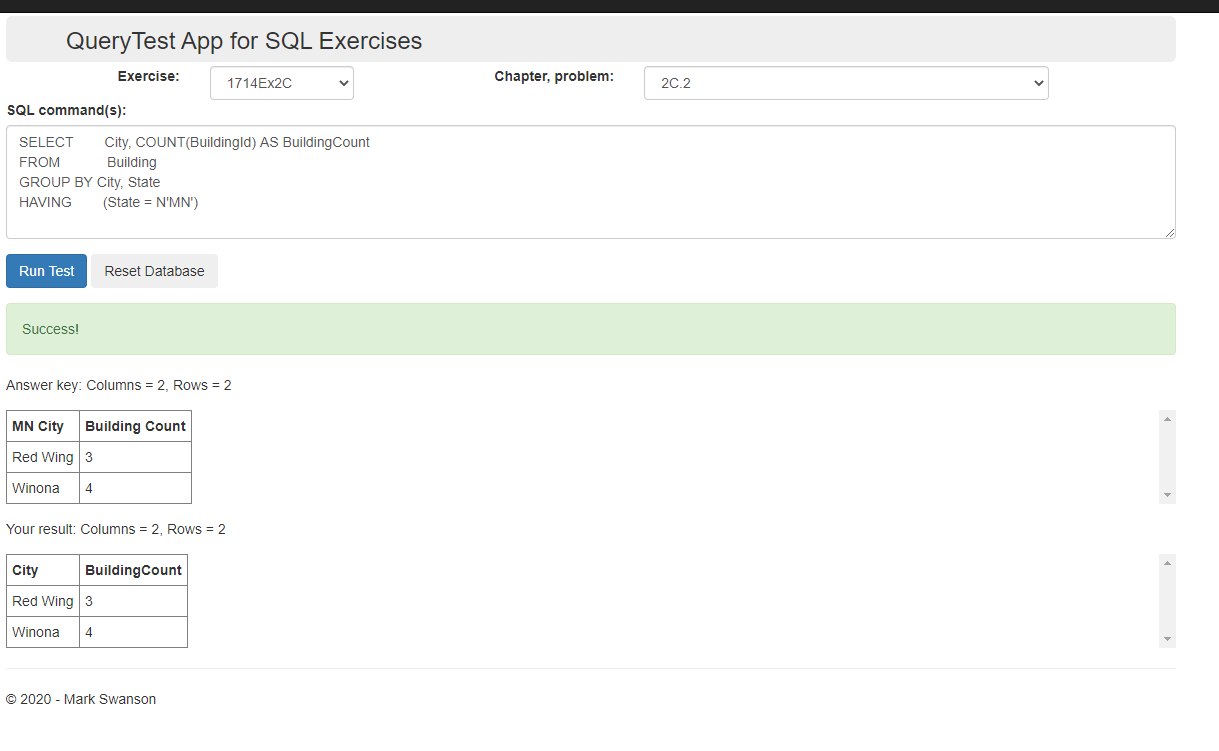 QueryTest App for SQL Exercises
Exercise: 1714Ex2C Chapter, problem: 2C.2
SQL command(s):
SELECT City, COUNT(BuildingId) AS BuildingCount
FROM Building
GROUP BY City, State
HAVING (State = N'MN')
Run Test Reset Database
Success!
Answer key: Columns = 2, Rows = 2
MN City Building Count
Red Wing 3
Winona 4
Your result: Columns = 2, Rows = 2
City BuildingCount
Red Wing 3
Winona 4
© 2020 - Mark Swanson